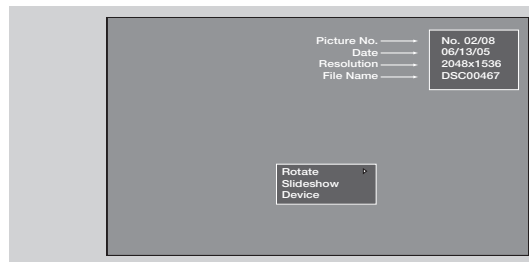 Picture No. No. 02/08
Date 06/13/05
Resolution 2048x1536
File Name DSC00467
Rotate
Slideshow
Device